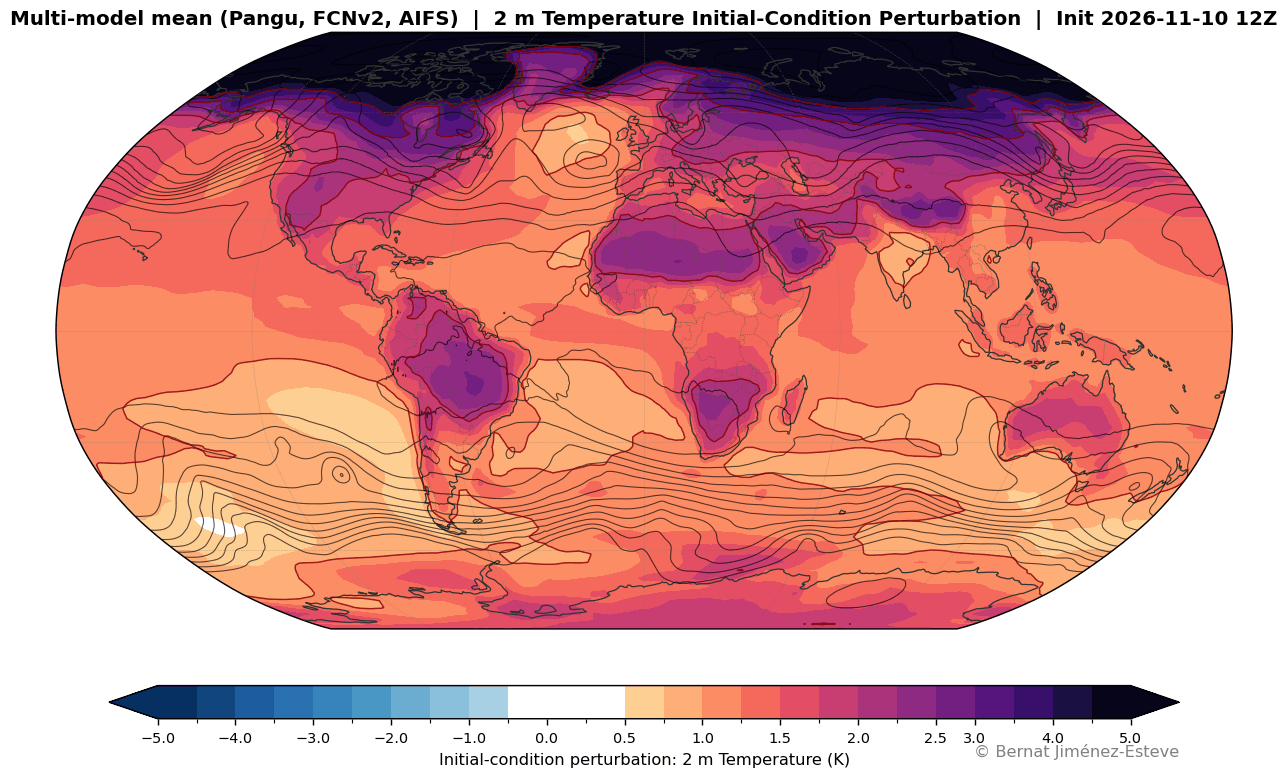 Multi-model mean (Pangu, FCNv2, AIFS)  |  2 m Temperature Initial-Condition Perturbation  |  Init 2026-11-10 12Z
−5.0 −4.0 −3.0 −2.0 −1.0 0.0 0.5 1.0 1.5 2.0 2.5 3.0 4.0 5.0
Initial-condition perturbation: 2 m Temperature (K)
© Bernat Jiménez-Esteve